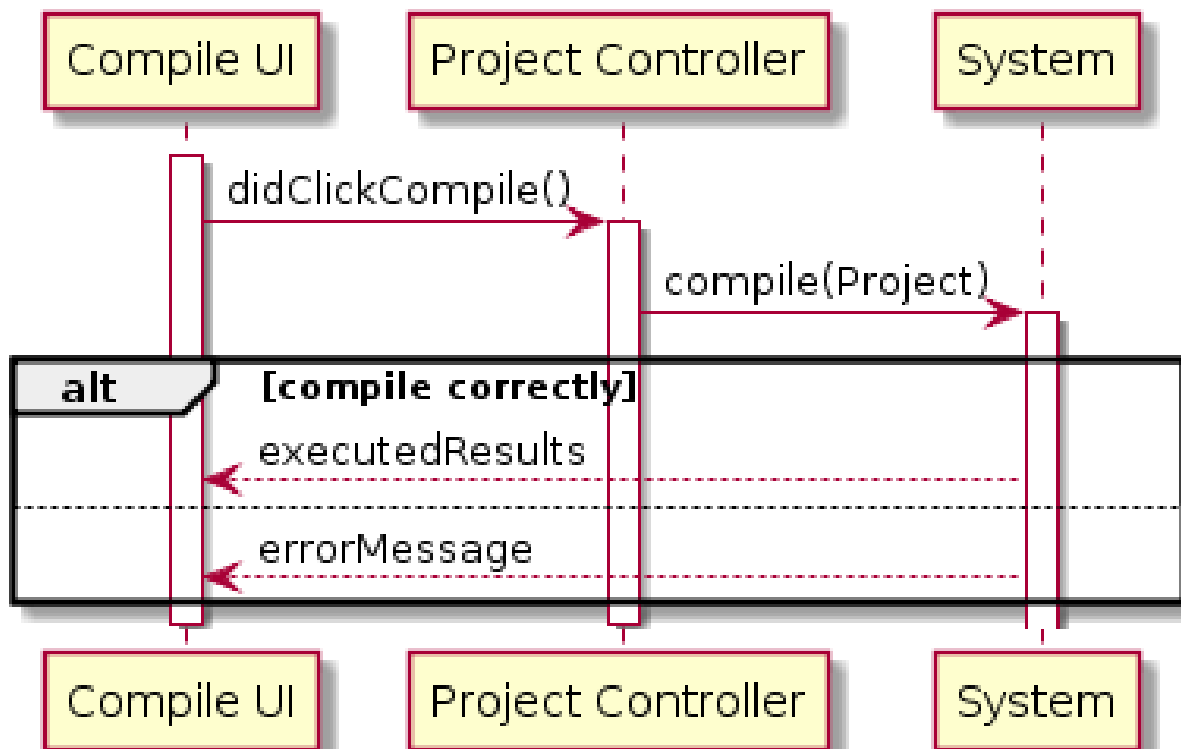 Compile UI
Project Controller
System
didClickCompile()
compile(Project)
alt
[compile correctly]
executedResults
errorMessage
Compile UI
Project Controller
System